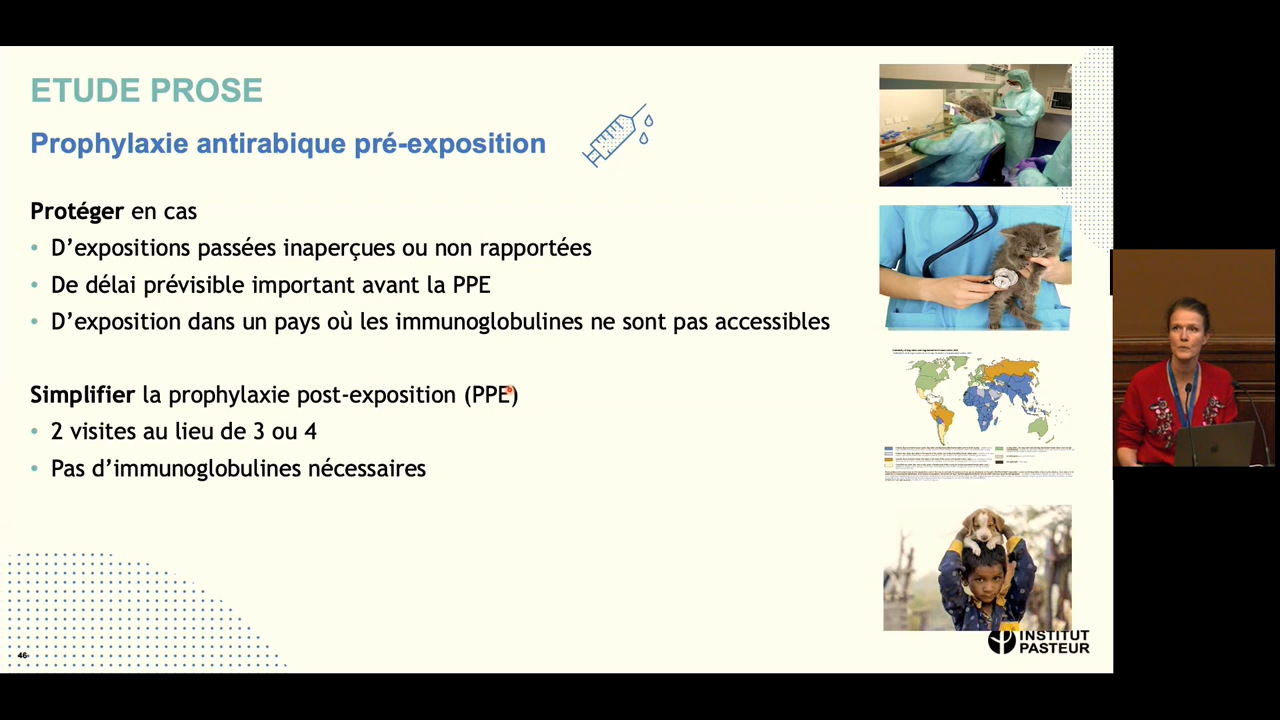 ETUDE PROSE
Prophylaxie antirabique pré-exposition
Protéger en cas
• D’expositions passées inaperçues ou non rapportées
• De délai prévisible important avant la PPE
• D’exposition dans un pays où les immunoglobulines ne sont pas accessibles
Simplifier la prophylaxie post-exposition (PPE)
• 2 visites au lieu de 3 ou 4
• Pas d’immunoglobulines nécessaires
46
INSTITUT
PASTEUR